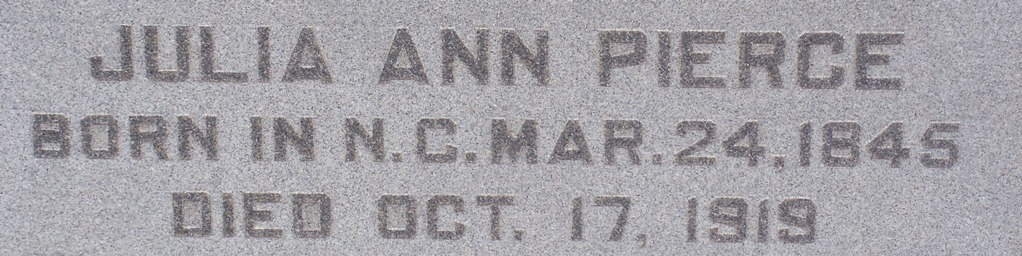 JULIA ANN PIERCE
BORN IN N.C. MAR. 24, 1845
DIED OCT. 17, 1919